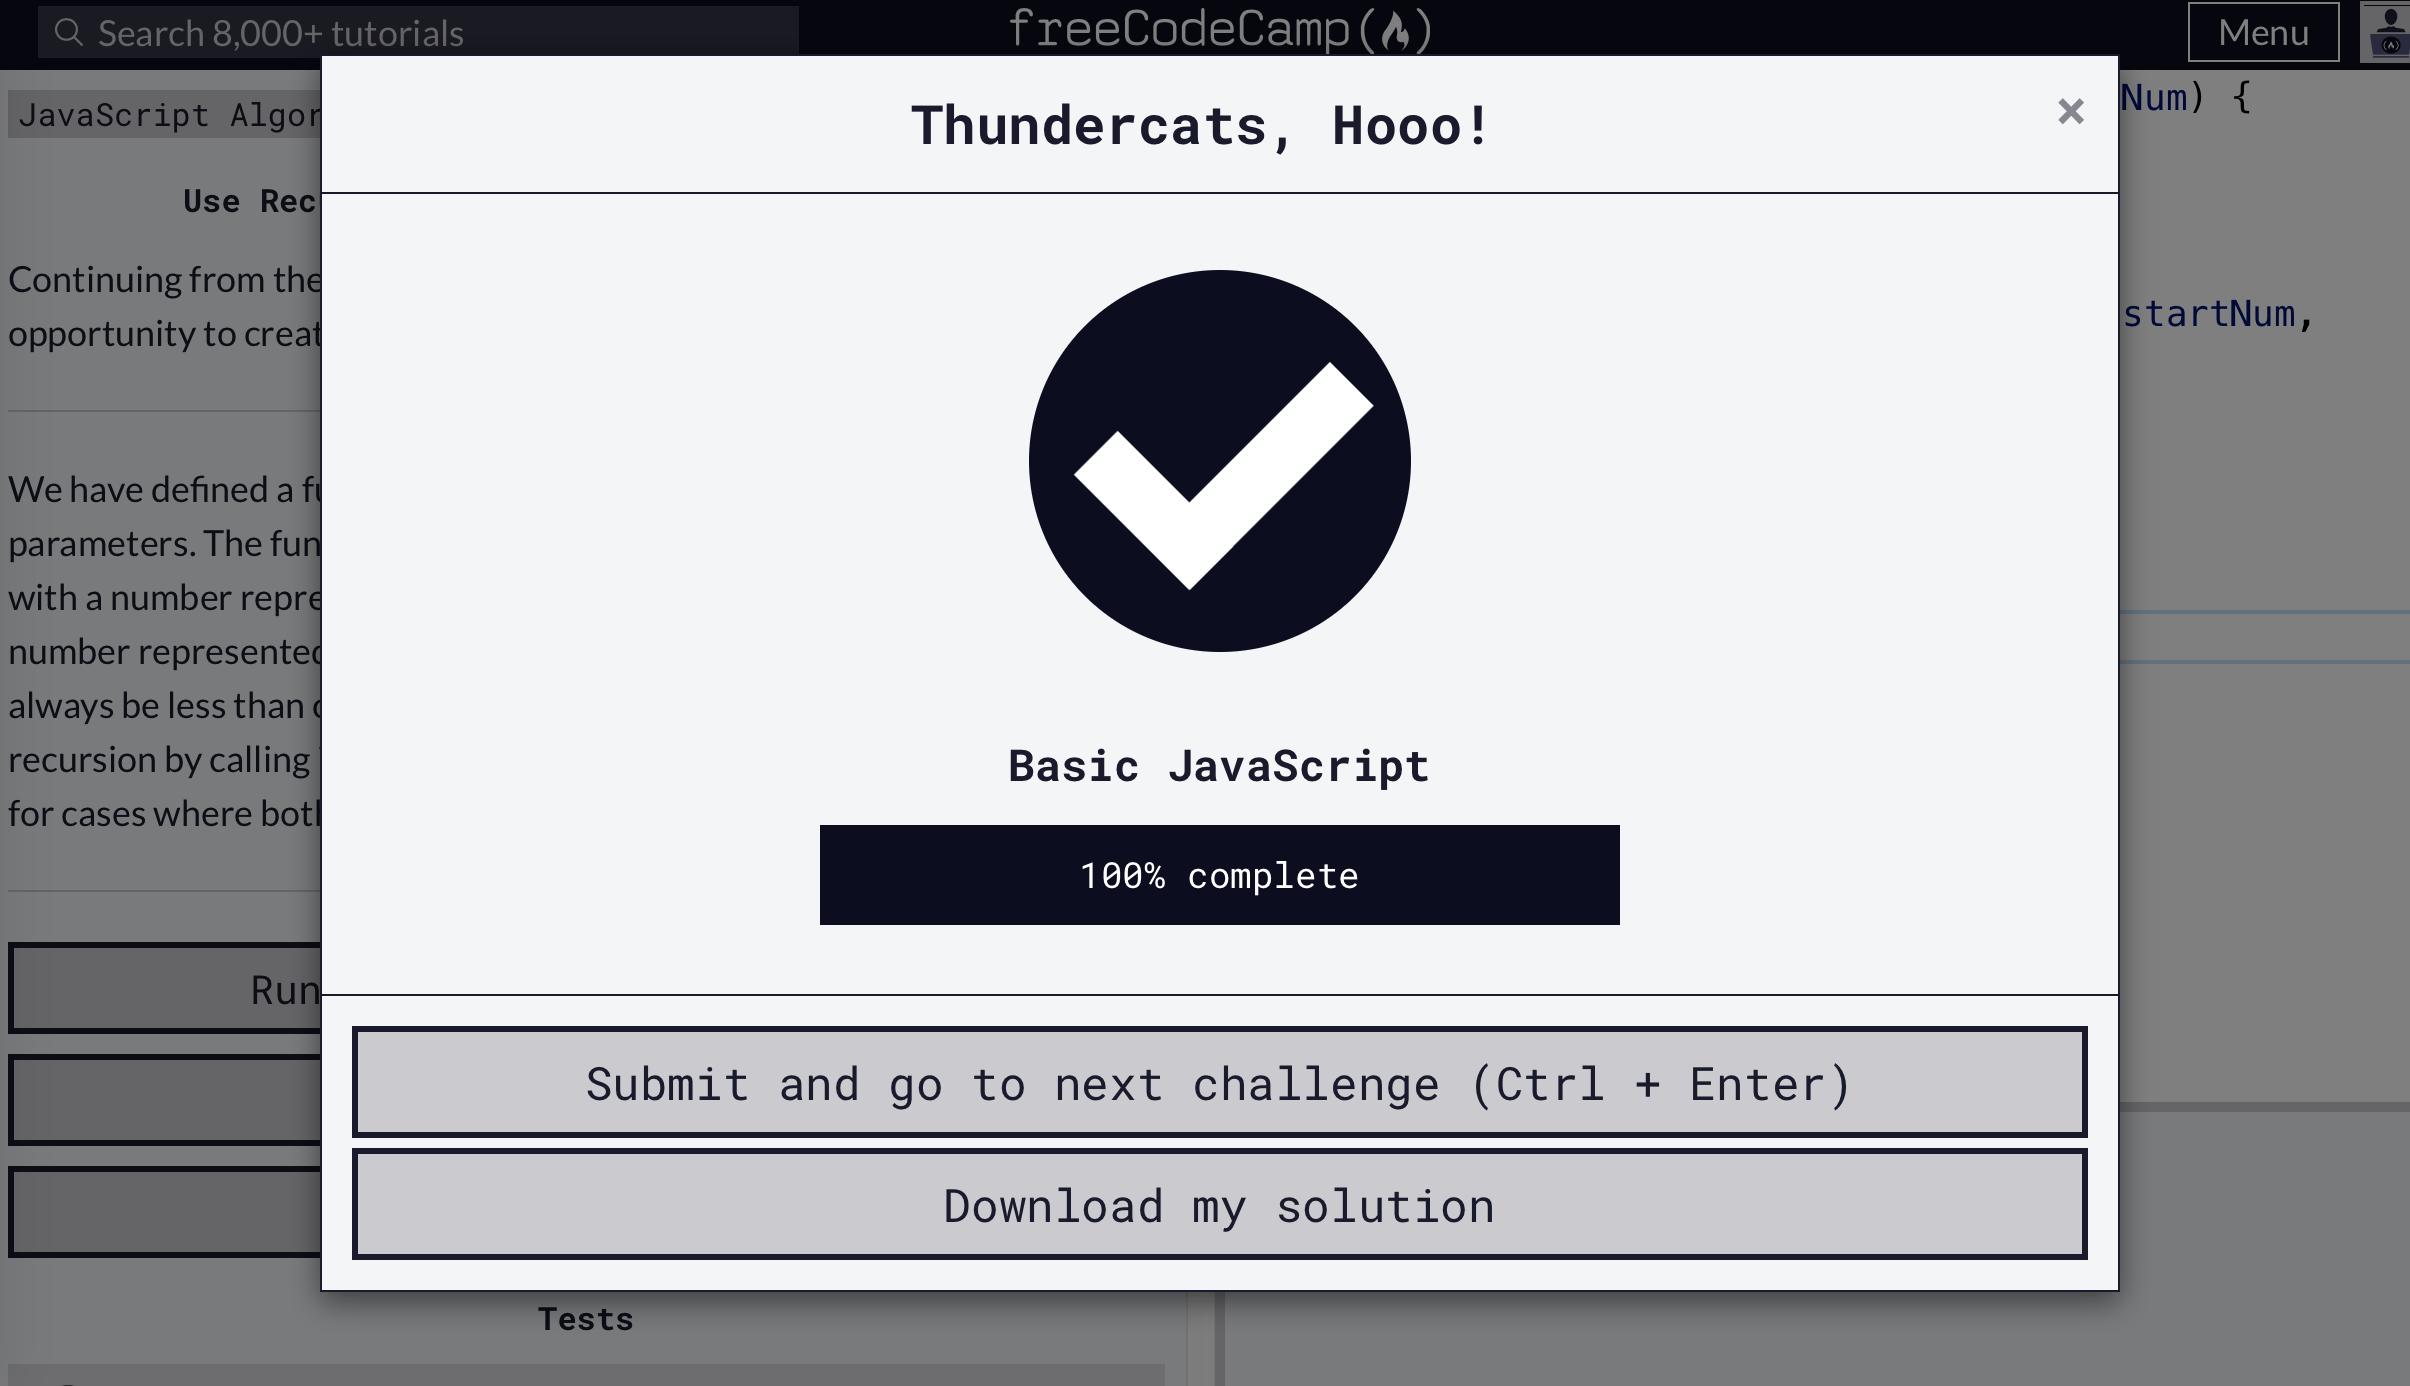 Search 8,000+ tutorials
freeCodeCamp
Menu
JavaScript Algor
Use Rec
Continuing from the
opportunity to creat
We have defined a fu
parameters. The fun
with a number repre
number represented
always be less than
recursion by calling
for cases where both
Run
Tests
Num) {
startNum,
Thundercats, Hooo!
×
Basic JavaScript
100% complete
Submit and go to next challenge (Ctrl + Enter)
Download my solution